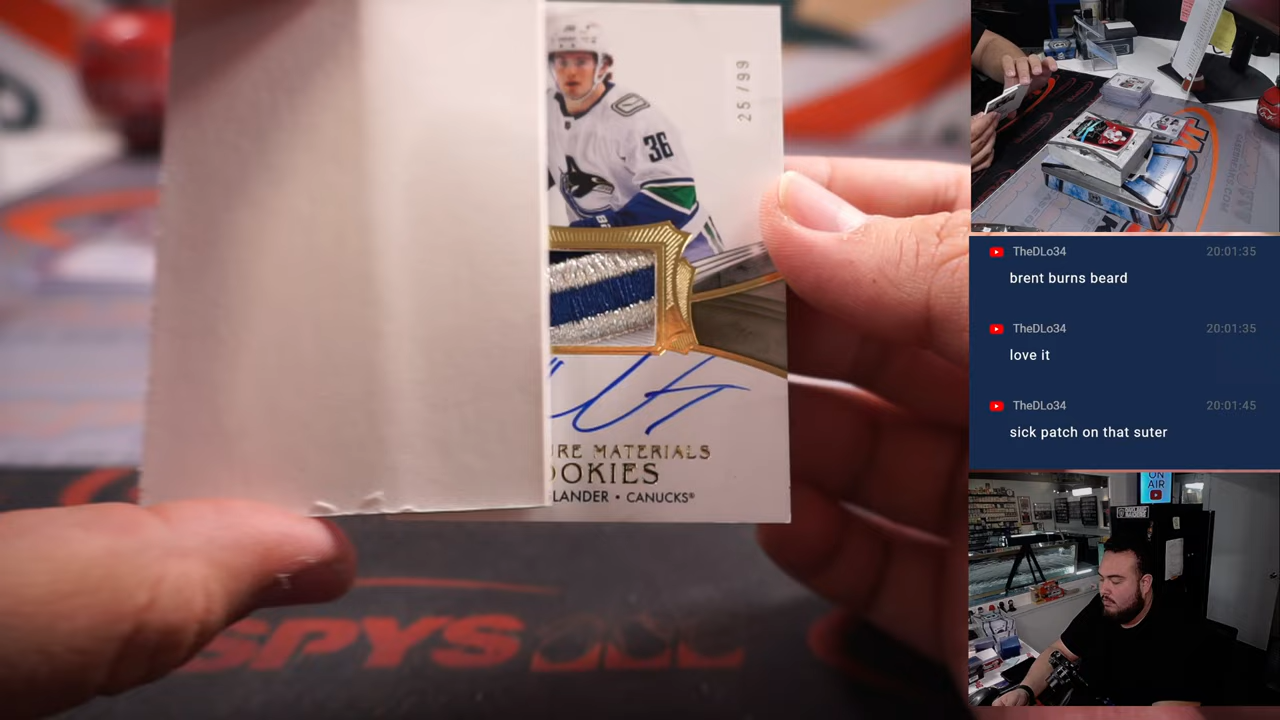 25/99
36
URE MATERIALS
OOKIES
LANDER • CANUCKS®
SPYS
TheDLo34 20:01:35
brent burns beard
TheDLo34 20:01:35
love it
TheDLo34 20:01:45
sick patch on that suter
ON
AIR